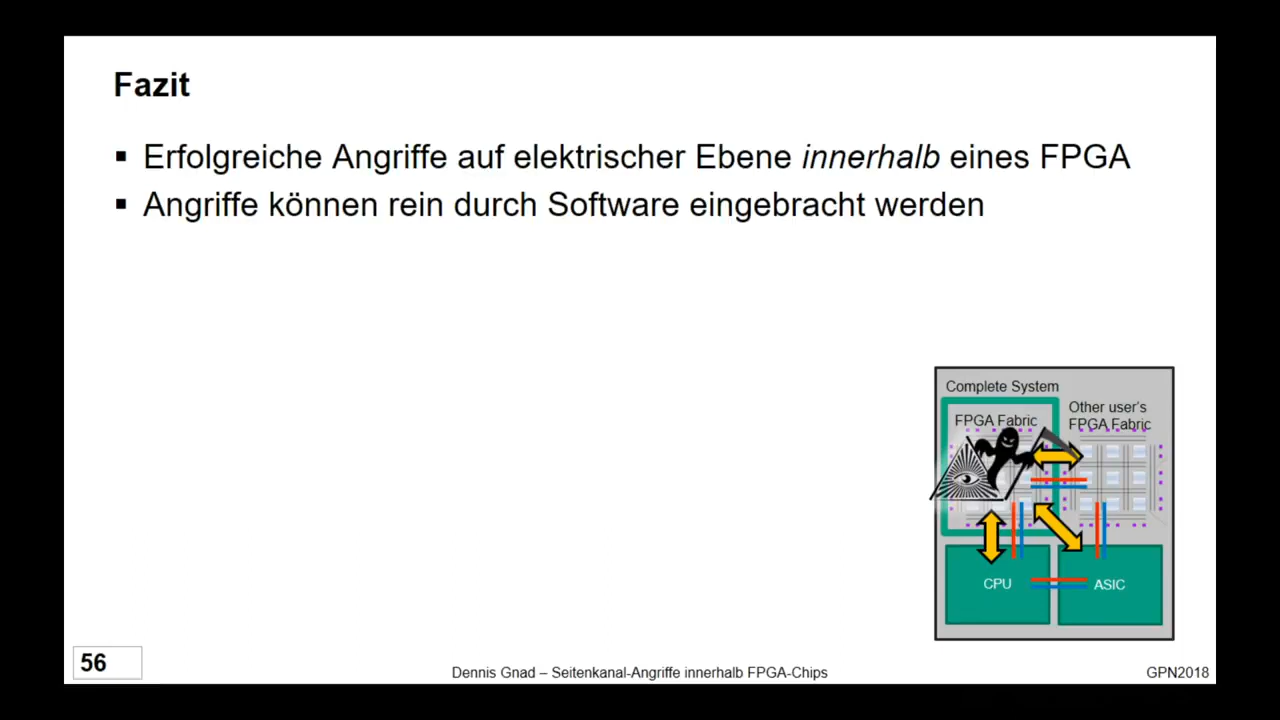 Fazit
▪ Erfolgreiche Angriffe auf elektrischer Ebene innerhalb eines FPGA
▪ Angriffe können rein durch Software eingebracht werden
Complete System
FPGA Fabric
Other user's
FPGA Fabric
CPU
ASIC
56
Dennis Gnad – Seitenkanal-Angriffe innerhalb FPGA-Chips
GPN2018